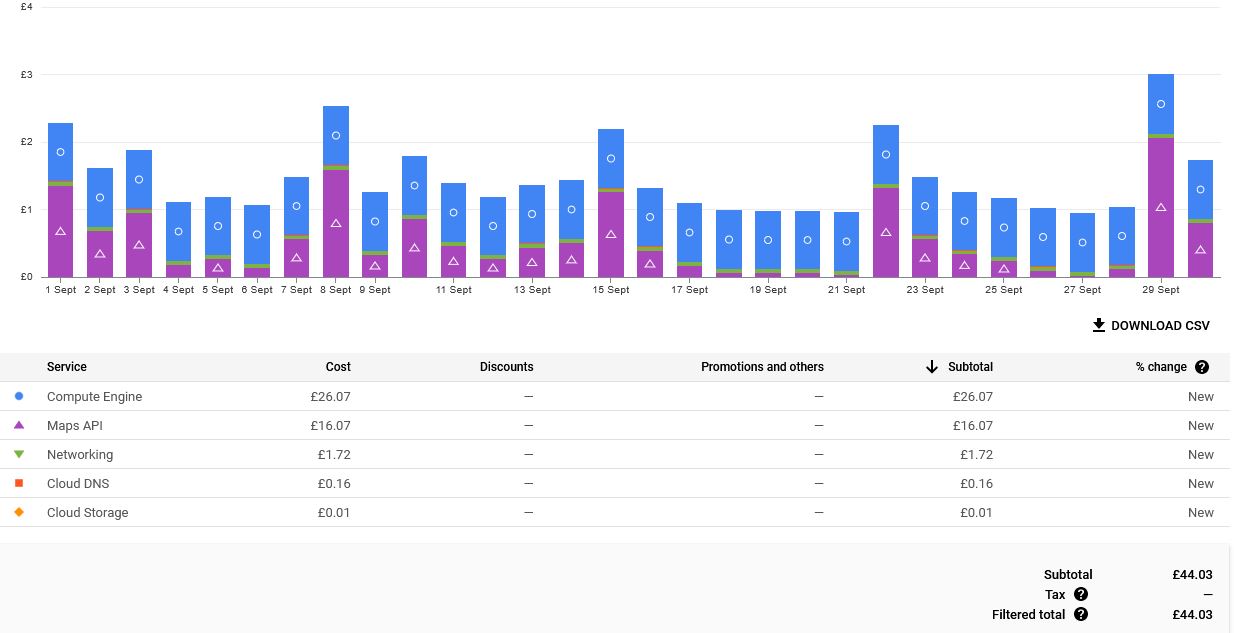 £4
£3
£2
£1
£0
1 Sept 2 Sept 3 Sept 4 Sept 5 Sept 6 Sept 7 Sept 8 Sept 9 Sept 11 Sept 13 Sept 15 Sept 17 Sept 19 Sept 21 Sept 23 Sept 25 Sept 27 Sept 29 Sept
DOWNLOAD CSV
Service Cost Discounts Promotions and others Subtotal % change ?
Compute Engine £26.07 — — £26.07 New
Maps API £16.07 — — £16.07 New
Networking £1.72 — — £1.72 New
Cloud DNS £0.16 — — £0.16 New
Cloud Storage £0.01 — — £0.01 New
Subtotal £44.03
Tax ? —
Filtered total ? £44.03